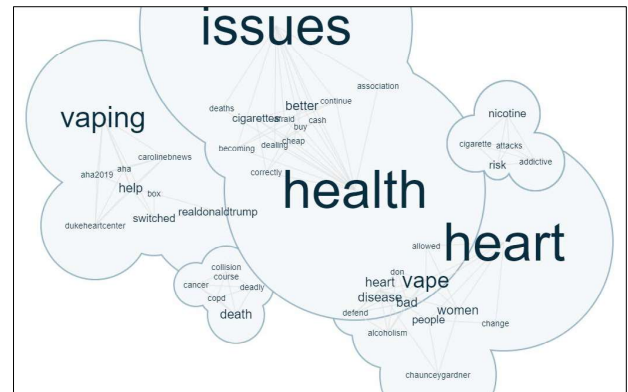 issues
association
better
continue
deaths
cigarettes
afraid
cash
buy
cheap
becoming
dealing
correctly
health
vaping
carolinebnews
aha
aha2019
help
box
realdonaldtrump
switched
dukeheartcenter
nicotine
cigarette
attacks
risk
addictive
heart
collision
course
cancer
deadly
copd
death
allowed
don
heart
vape
disease
bad
women
defend
people
change
alcoholism
chaunceygardner